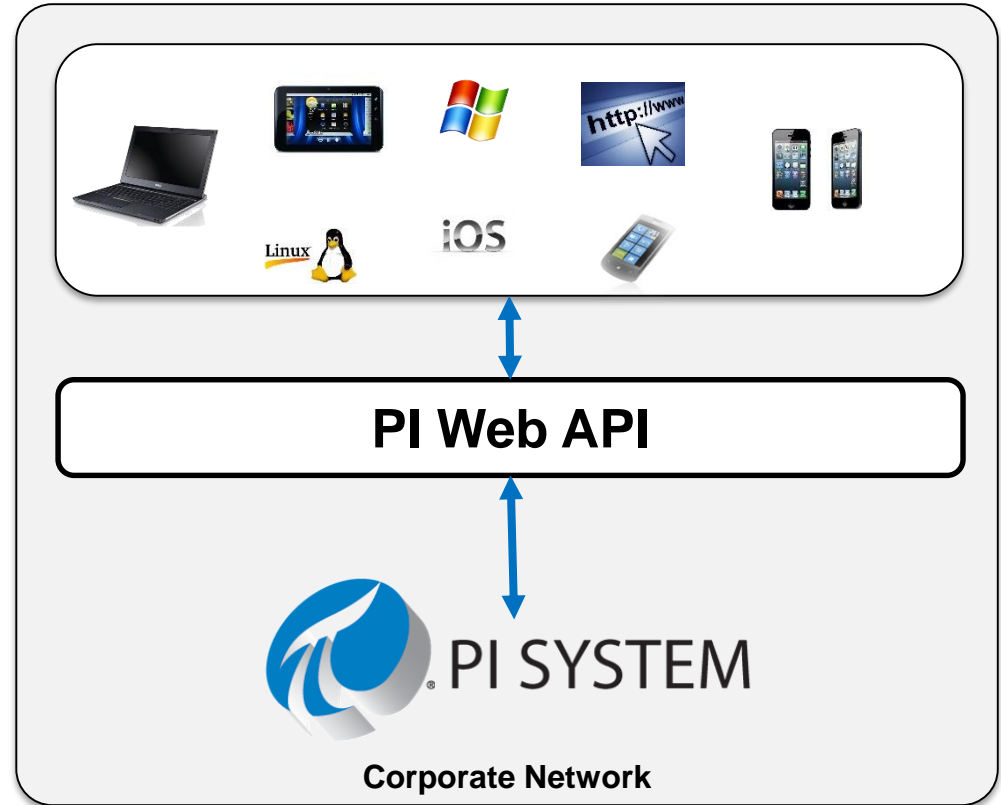 http://www
Linux
iOS
PI Web API
® PI SYSTEM
Corporate Network